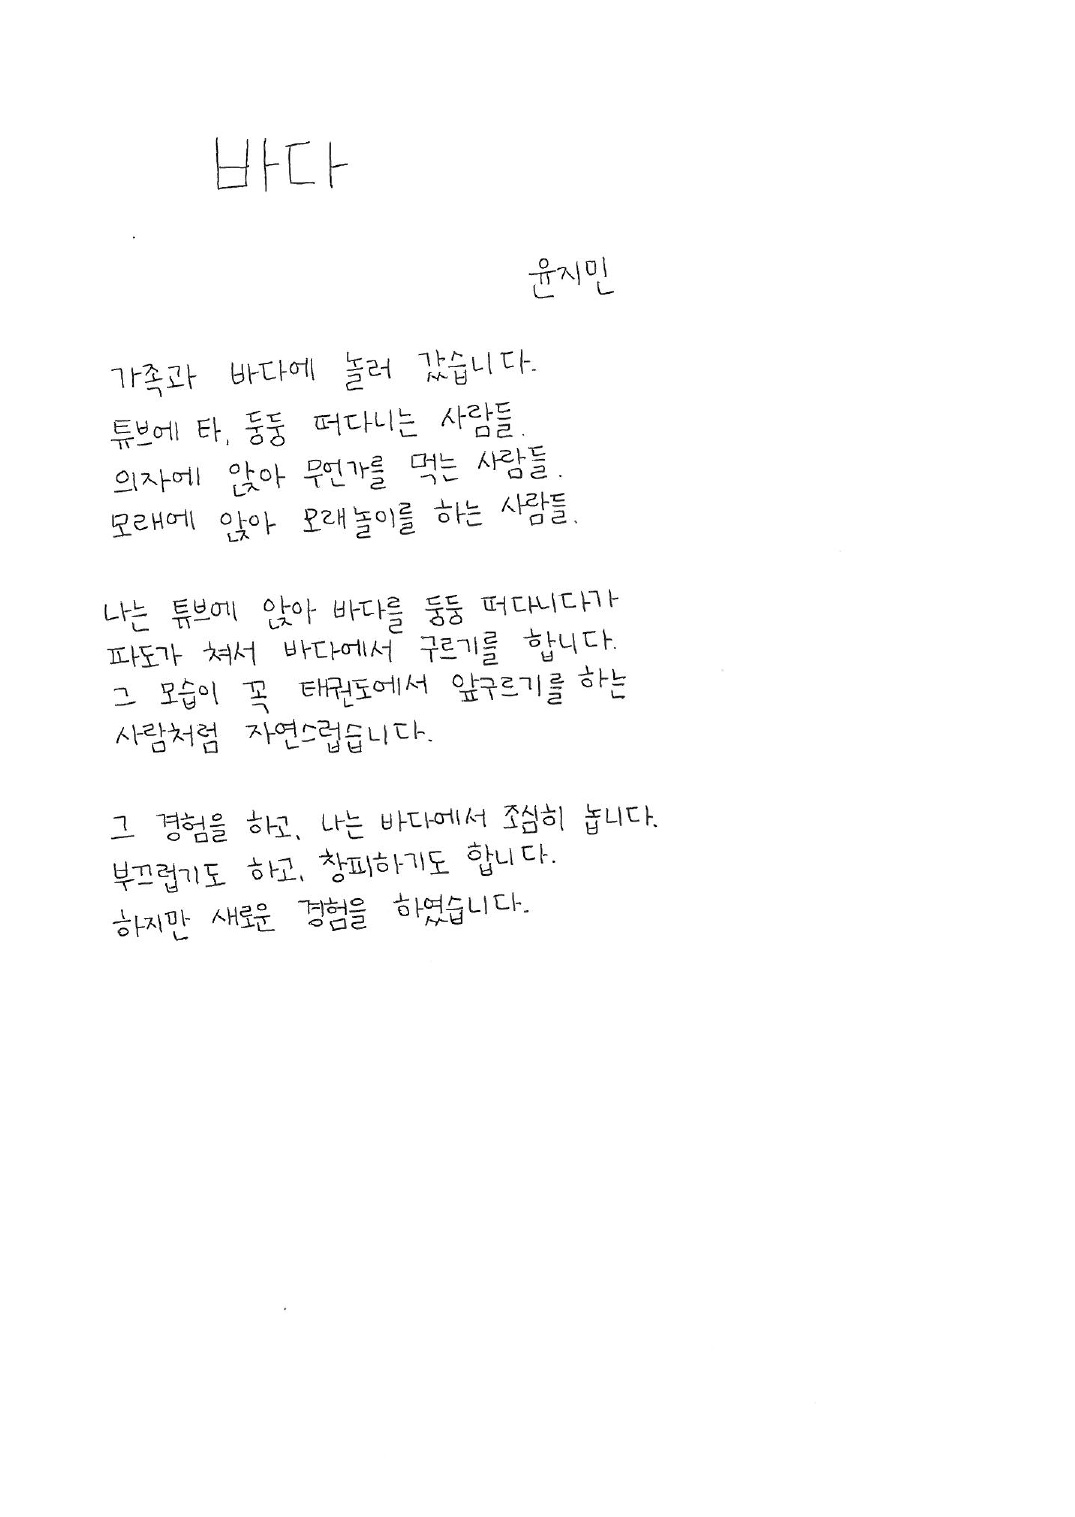 바다
윤지민
가족과 바다에 놀러 갔습니다.
튜브에 타, 둥둥 떠다니는 사람들.
의자에 앉아 무언가를 먹는 사람들.
모래에 앉아 모래놀이를 하는 사람들.
나는 튜브에 앉아 바다를 둥둥 떠다니다가
파도가 쳐서 바다에서 구르기를 합니다.
그 모습이 꼭 태권도에서 앞구르기를 하는
사람처럼 자연스럽습니다.
그 경험을 하고, 나는 바다에서 조심히 놉니다.
부끄럽기도 하고, 창피하기도 합니다.
하지만 새로운 경험을 하였습니다.